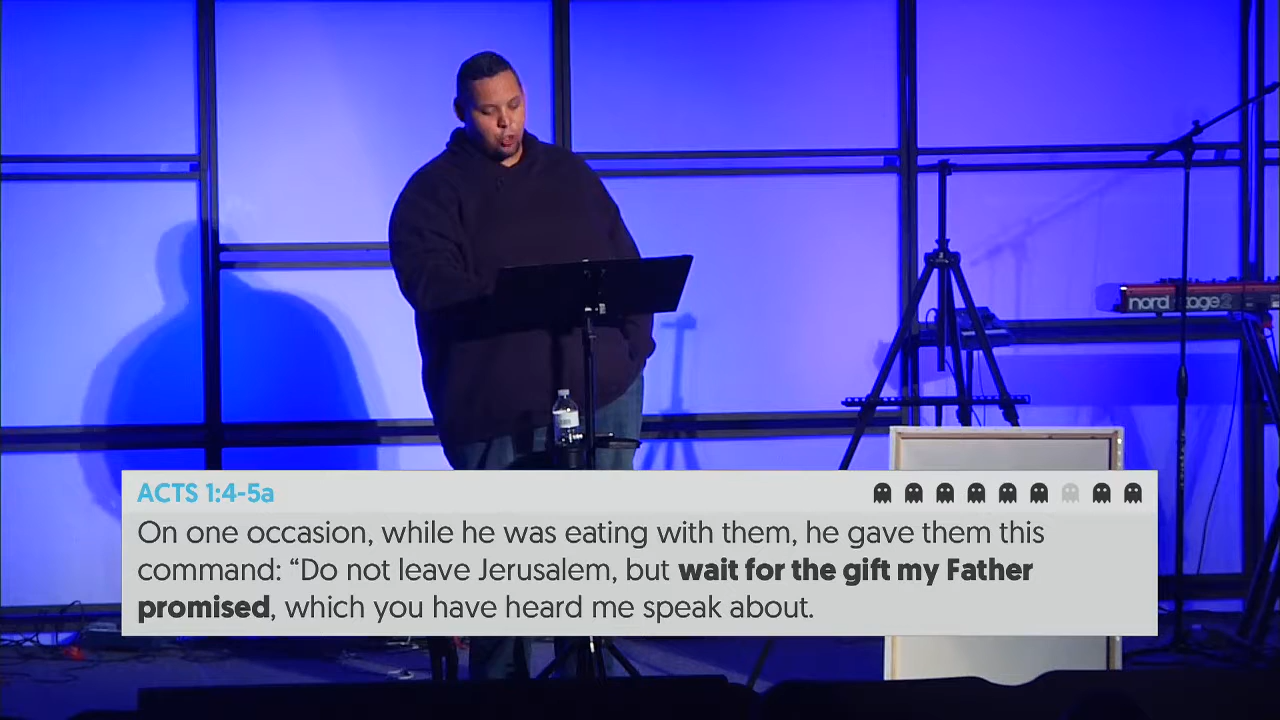 nord stage 2
ACTS 1:4-5a
On one occasion, while he was eating with them, he gave them this
command: “Do not leave Jerusalem, but wait for the gift my Father
promised, which you have heard me speak about.